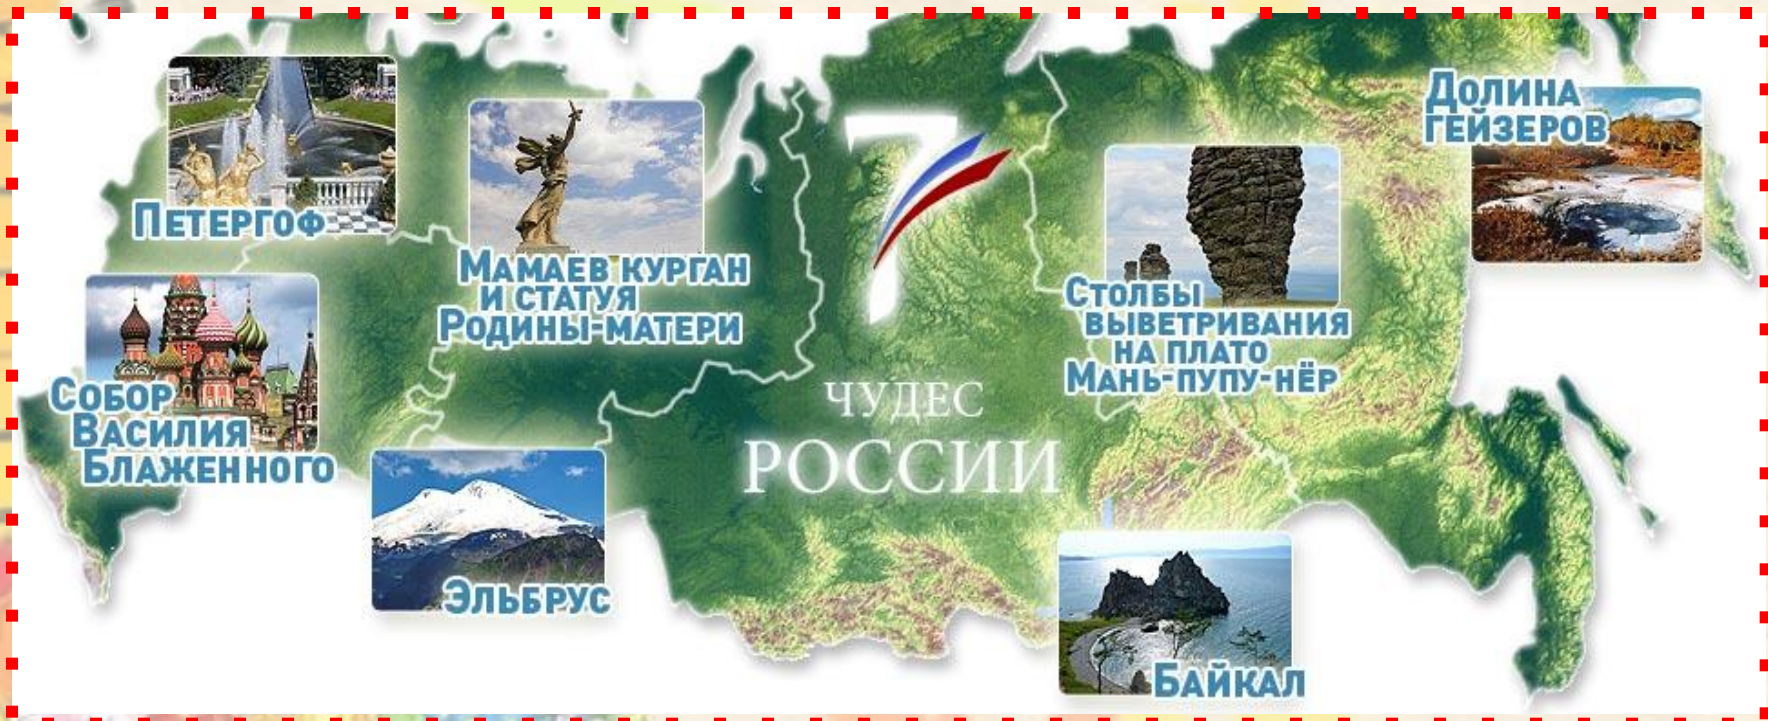 Петергоф
Мамаев курган
и статуя
Родины-матери
Собор
Василия
Блаженного
Эльбрус
7
ЧУДЕС
РОССИИ
Столбы
выветривания
на плато
Мань-пупу-нёр
Долина
гейзеров
Байкал